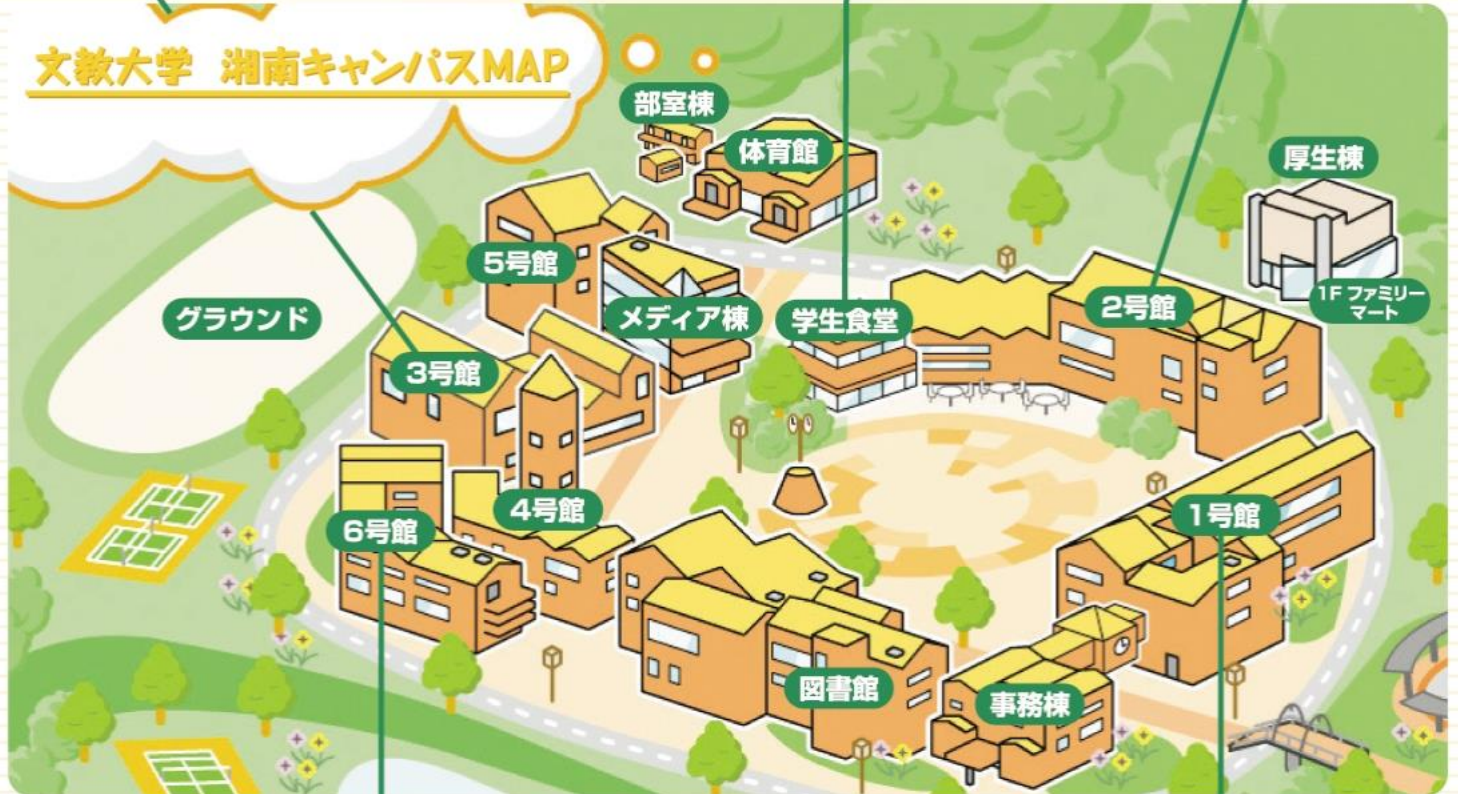 文教大学 湘南キャンパスMAP
部室棟
体育館
厚生棟
5号館
1F ファミリー
マート
グラウンド
メディア棟
学生食堂
2号館
3号館
4号館
6号館
1号館
図書館
事務棟